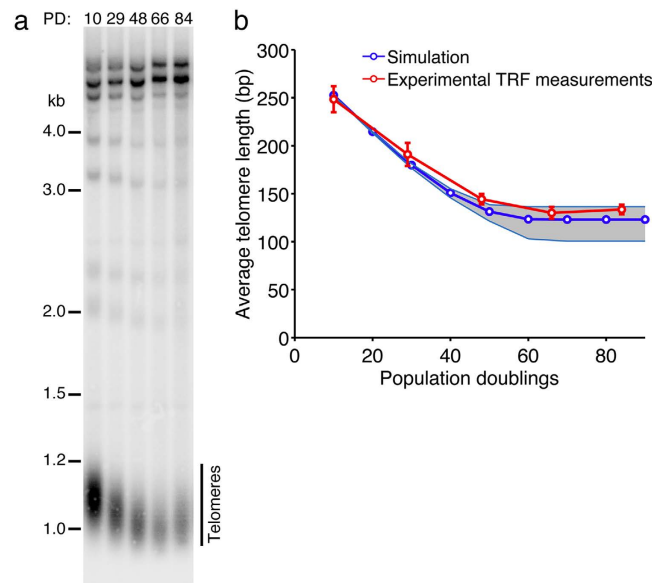 a
PD: 10 29 48 66 84
kb
4.0
3.0
2.0
1.5
1.2
1.0
Telomeres
b
Average telomere length (bp)
300
250
200
150
100
50
0
0 20 40 60 80
Population doublings
Simulation
Experimental TRF measurements